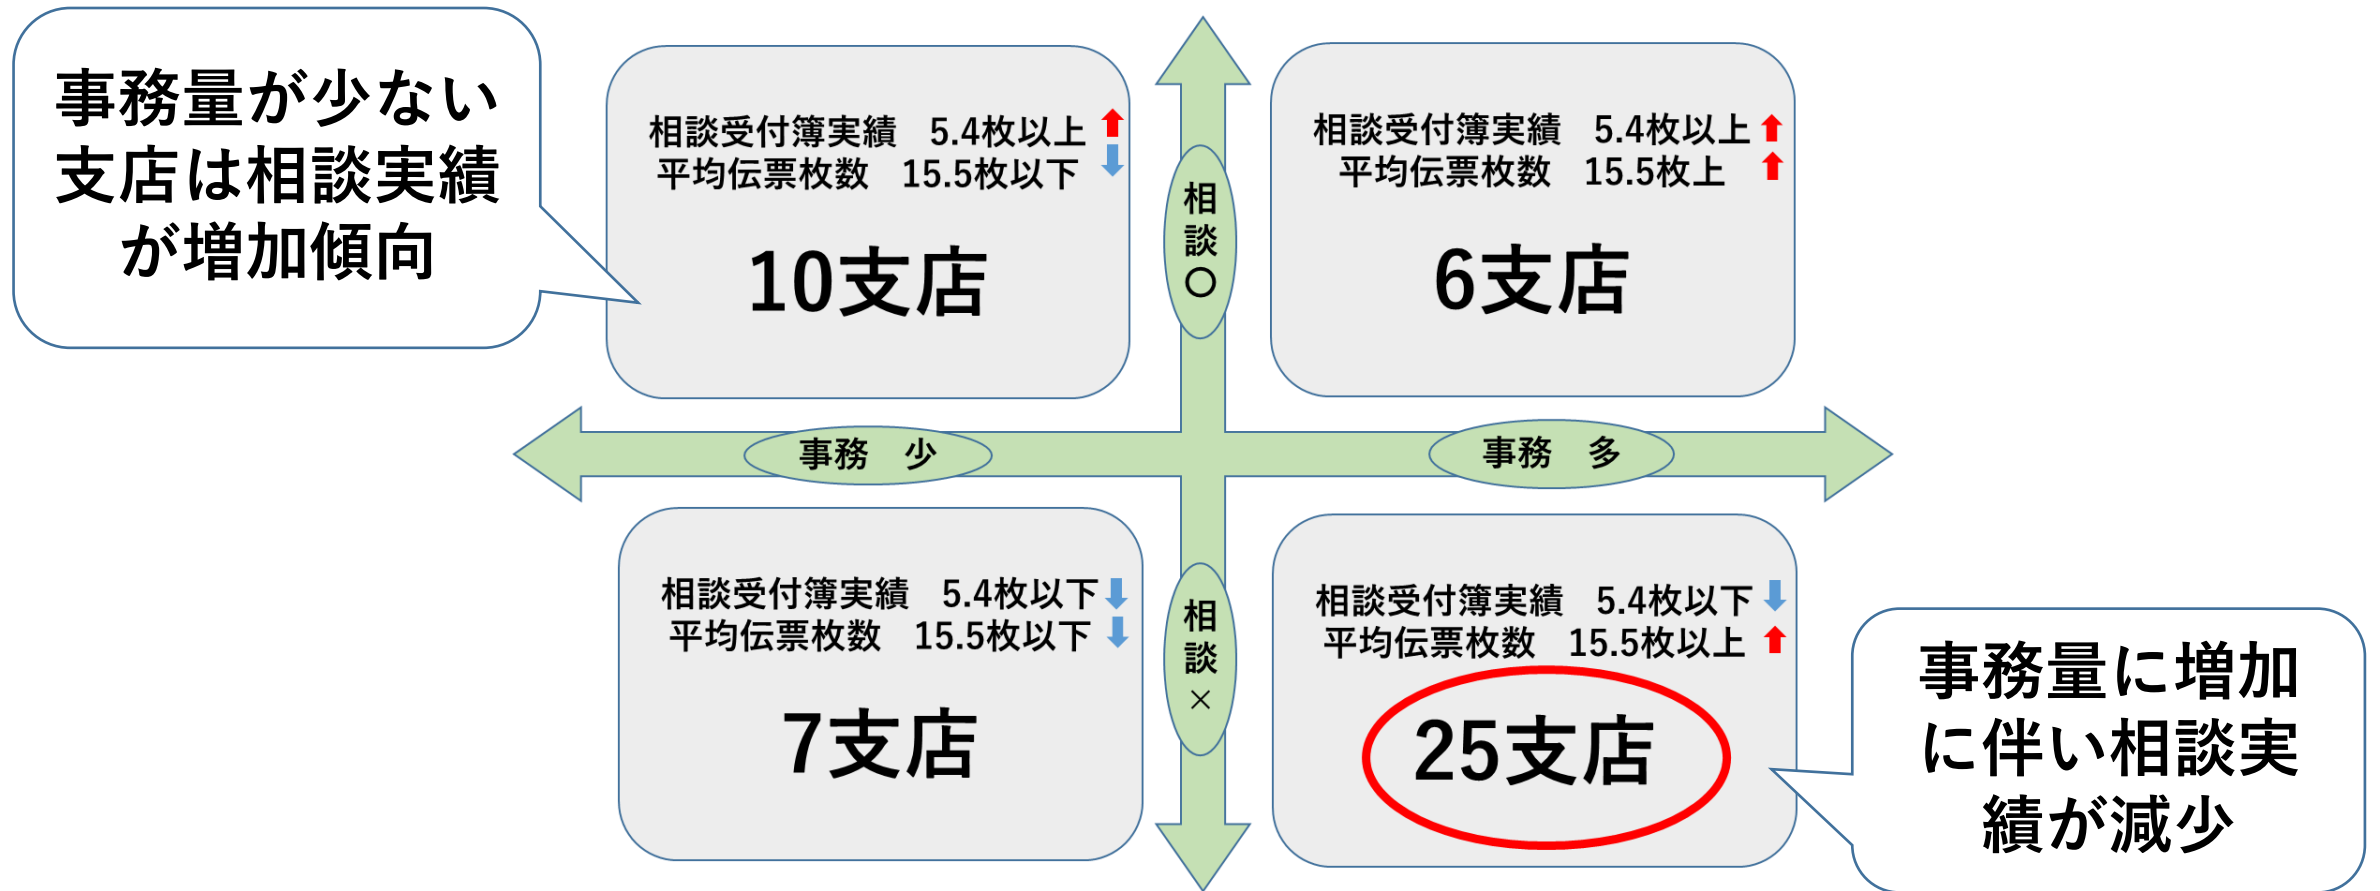 事務量が少ない
支店は相談実績
が増加傾向
相談受付簿実績　5.4枚以上
平均伝票枚数　15.5枚以下
10支店
相談〇
相談受付簿実績　5.4枚以上
平均伝票枚数　15.5枚上
6支店
事務　少
事務　多
相談受付簿実績　5.4枚以下
平均伝票枚数　15.5枚以下
7支店
相談×
相談受付簿実績　5.4枚以下
平均伝票枚数　15.5枚以上
25支店
事務量に増加
に伴い相談実
績が減少